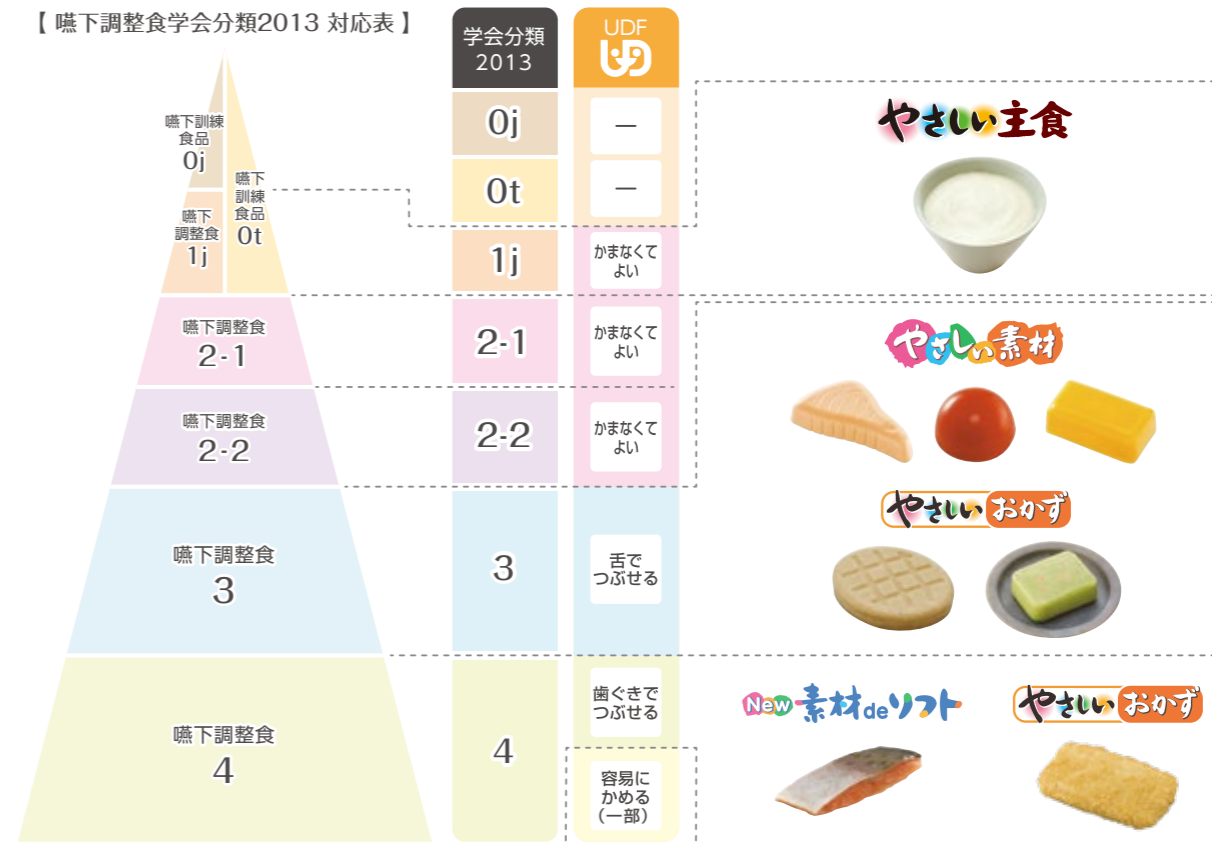 【 嚥下調整食学会分類2013 対応表 】
学会分類
2013
UDF
UD
嚥下訓練
食品
0j
嚥下
訓練
食品
0t
嚥下
調整食
1j
嚥下調整食
2-1
嚥下調整食
2-2
嚥下調整食
3
嚥下調整食
4
0j
—
0t
—
1j
かまなくて
よい
2-1
かまなくて
よい
2-2
かまなくて
よい
3
舌で
つぶせる
4
歯ぐきで
つぶせる
容易に
かめる
（一部）
やさしい主食
やさしい素材
やさしいおかず
New 素材deソフト
やさしいおかず